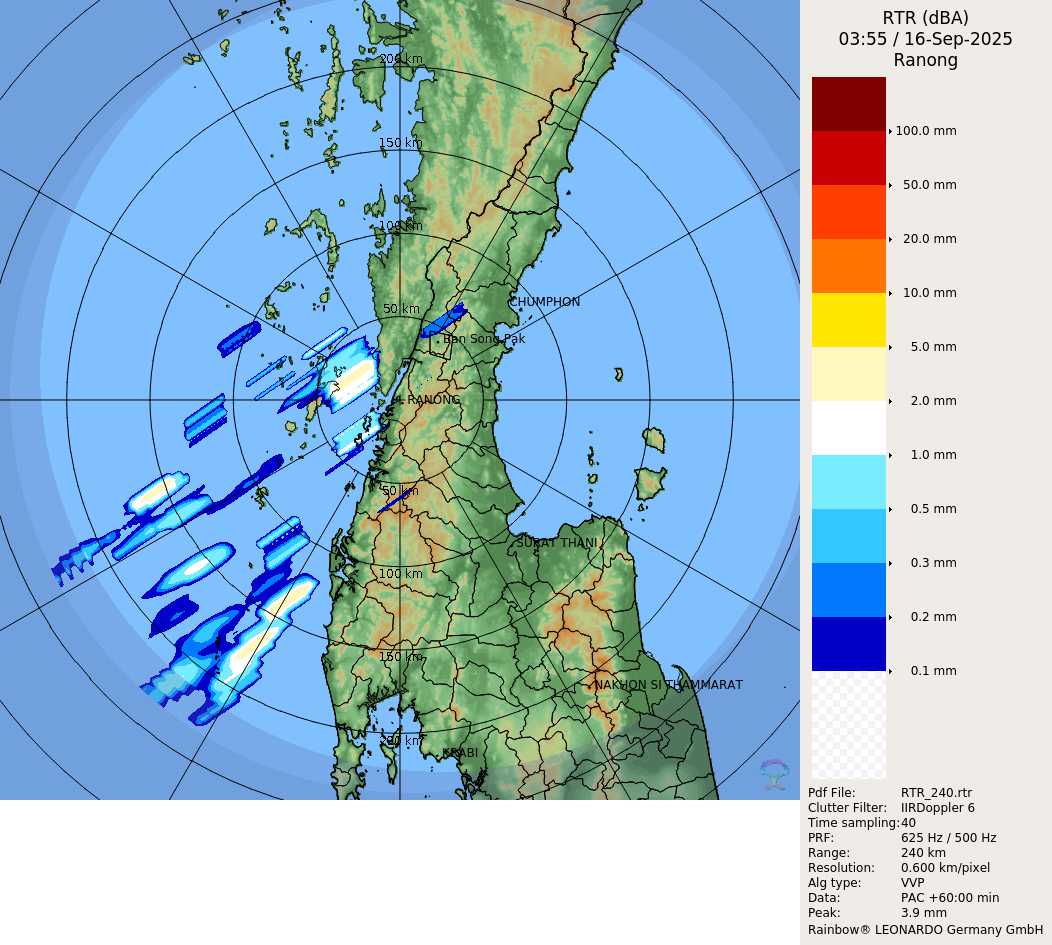 RTR (dBA)
03:55 / 16-Sep-2025
Ranong
100.0 mm
50.0 mm
20.0 mm
10.0 mm
5.0 mm
2.0 mm
1.0 mm
0.5 mm
0.3 mm
0.2 mm
0.1 mm
Pdf File: RTR_240.rtr
Clutter Filter: IIRDoppler 6
Time sampling:40
PRF: 625 Hz / 500 Hz
Range: 240 km
Resolution: 0.600 km/pixel
Alg type: VVP
Data: PAC +60:00 min
Peak: 3.9 mm
Rainbow® LEONARDO Germany GmbH
200 km
150 km
100 km
CHUMPHON
50 km
Ban Song Pak
RANONG
50 km
SURAT THANI
100 km
150 km
NAKHON SI THAMMARAT
200 km
KRABI